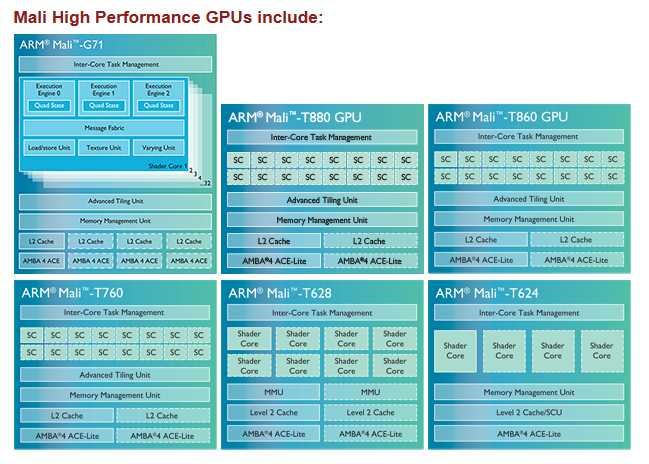 Mali High Performance GPUs include:
ARM® Mali™-G71
Inter-Core Task Management
Execution Engine 0 Execution Engine 1 Execution Engine 2
Quad State Quad State Quad State
Message Fabric
Load/store Unit Texture Unit Varying Unit
Shader Core 1
2
3
4
..32
Advanced Tiling Unit
Memory Management Unit
L2 Cache L2 Cache L2 Cache L2 Cache
AMBA 4 ACE AMBA 4 ACE AMBA 4 ACE AMBA 4 ACE
ARM® Mali™-T880 GPU
Inter-Core Task Management
SC SC SC SC SC SC SC SC
SC SC SC SC SC SC SC SC
Advanced Tiling Unit
Memory Management Unit
L2 Cache L2 Cache
AMBA®4 ACE-Lite AMBA®4 ACE-Lite
ARM® Mali™-T860 GPU
Inter-Core Task Management
SC SC SC SC SC SC SC SC
SC SC SC SC SC SC SC SC
Advanced Tiling Unit
Memory Management Unit
L2 Cache L2 Cache
AMBA®4 ACE-Lite AMBA®4 ACE-Lite
ARM® Mali™-T760
Inter-Core Task Management
SC SC SC SC SC SC SC SC
SC SC SC SC SC SC SC SC
Advanced Tiling Unit
Memory Management Unit
L2 Cache L2 Cache
AMBA®4 ACE-Lite AMBA®4 ACE-Lite
ARM® Mali™-T628
Inter-Core Task Management
Shader Core Shader Core Shader Core Shader Core
Shader Core Shader Core Shader Core Shader Core
MMU MMU
Level 2 Cache Level 2 Cache
AMBA®4 ACE-Lite AMBA®4 ACE-Lite
ARM® Mali™-T624
Inter-Core Task Management
Shader Core Shader Core Shader Core Shader Core
Memory Management Unit
Level 2 Cache/SCU
AMBA®4 ACE-Lite